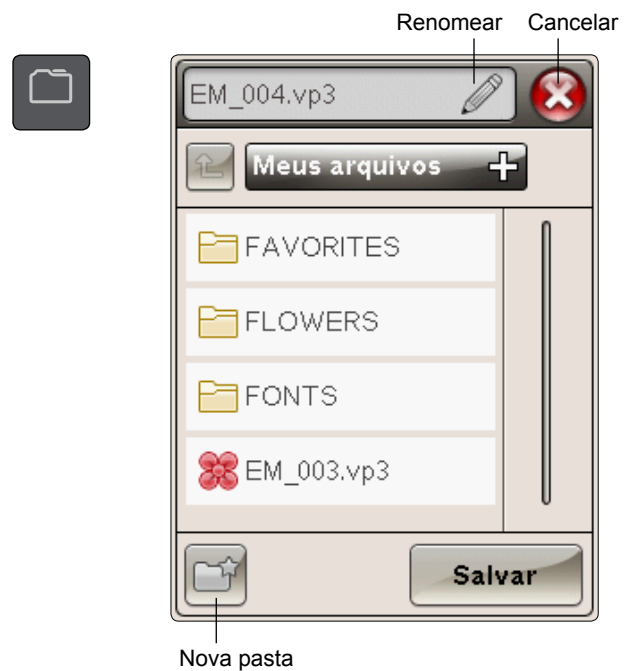 Renomear Cancelar
EM_004.vp3
Meus arquivos
FAVORITES
FLOWERS
FONTS
EM_003.vp3
Salvar
Nova pasta